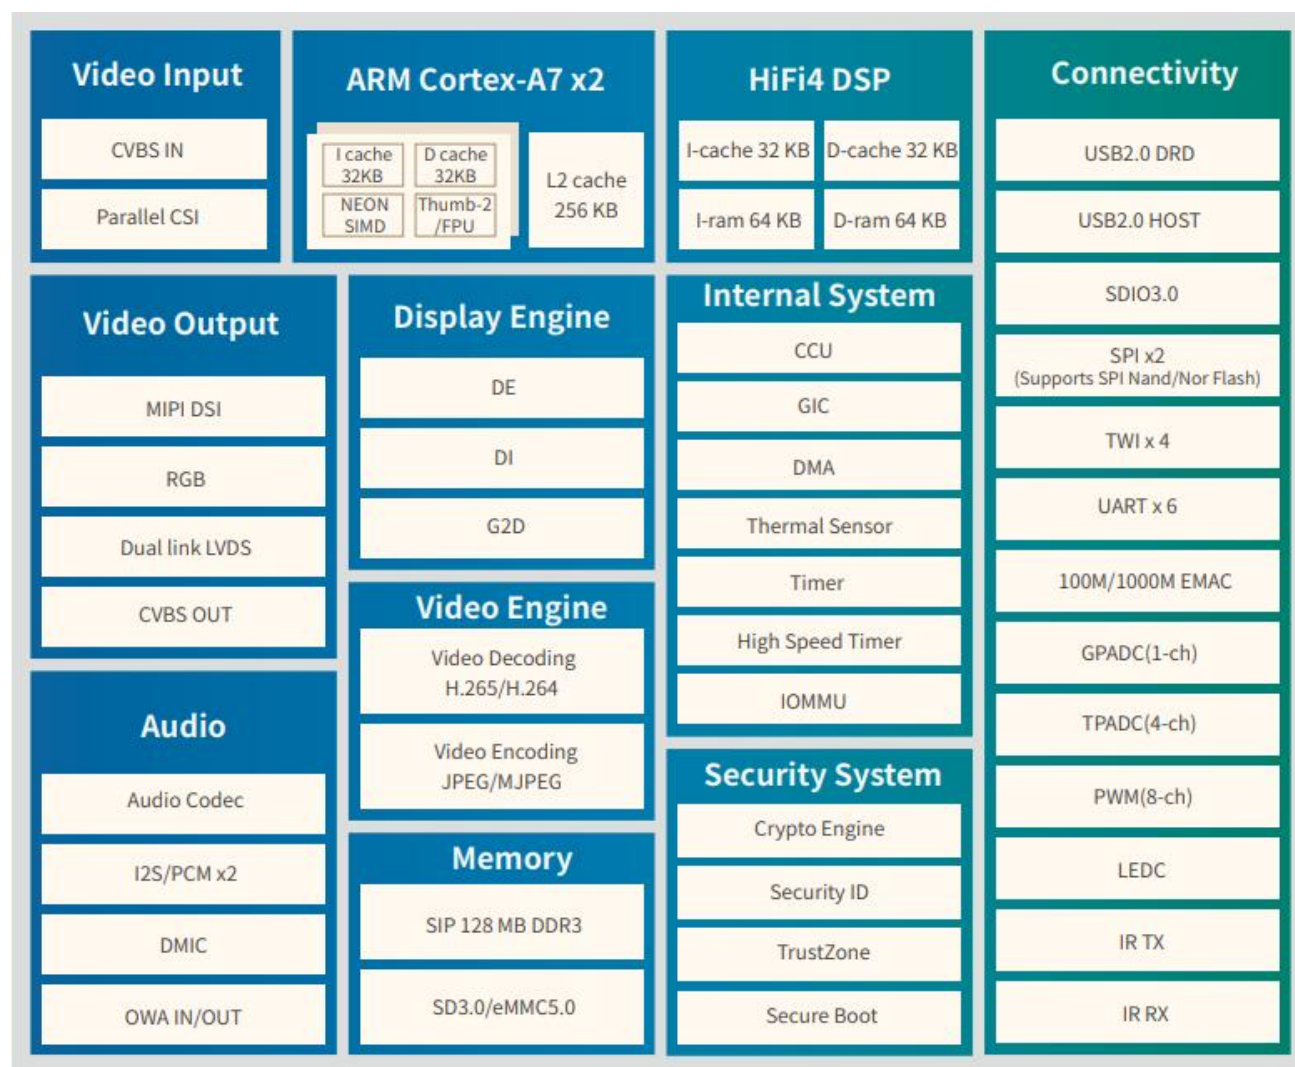 Video Input
CVBS IN
Parallel CSI
ARM Cortex-A7 x2
I cache
32KB
D cache
32KB
NEON
SIMD
Thumb-2
/FPU
L2 cache
256 KB
HiFi4 DSP
I-cache 32 KB
D-cache 32 KB
I-ram 64 KB
D-ram 64 KB
Connectivity
USB2.0 DRD
USB2.0 HOST
SDIO3.0
SPI x2
(Supports SPI Nand/Nor Flash)
TWI x 4
UART x 6
100M/1000M EMAC
GPADC(1-ch)
TPADC(4-ch)
PWM(8-ch)
LEDC
IR TX
IR RX
Video Output
MIPI DSI
RGB
Dual link LVDS
CVBS OUT
Display Engine
DE
DI
G2D
Internal System
CCU
GIC
DMA
Thermal Sensor
Timer
High Speed Timer
IOMMU
Video Engine
Video Decoding
H.265/H.264
Video Encoding
JPEG/MJPEG
Audio
Audio Codec
I2S/PCM x2
DMIC
OWA IN/OUT
Memory
SIP 128 MB DDR3
SD3.0/eMMC5.0
Security System
Crypto Engine
Security ID
TrustZone
Secure Boot